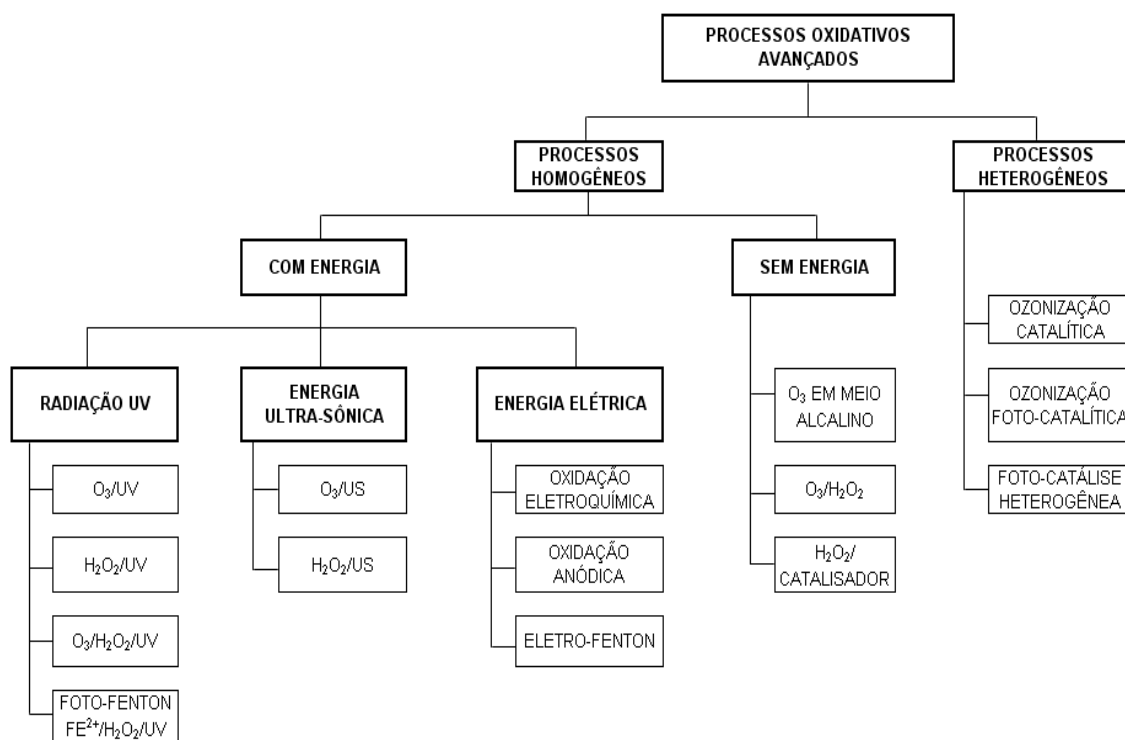 PROCESSOS OXIDATIVOS
AVANÇADOS
PROCESSOS
HOMOGÊNEOS
PROCESSOS
HETEROGÊNEOS
COM ENERGIA
SEM ENERGIA
RADIAÇÃO UV
ENERGIA
ULTRA-SÔNICA
ENERGIA ELÉTRICA
O₃/UV
H₂O₂/UV
O₃/H₂O₂/UV
FOTO-FENTON
FE²⁺/H₂O₂/UV
O₃/US
H₂O₂/US
OXIDAÇÃO
ELETROQUÍMICA
OXIDAÇÃO
ANÓDICA
ELETRO-FENTON
O₃ EM MEIO
ALCALINO
O₃/H₂O₂
H₂O₂/
CATALISADOR
OZONIZAÇÃO
CATALÍTICA
OZONIZAÇÃO
FOTO-CATALÍTICA
FOTO-CATÁLISE
HETEROGÊNEA